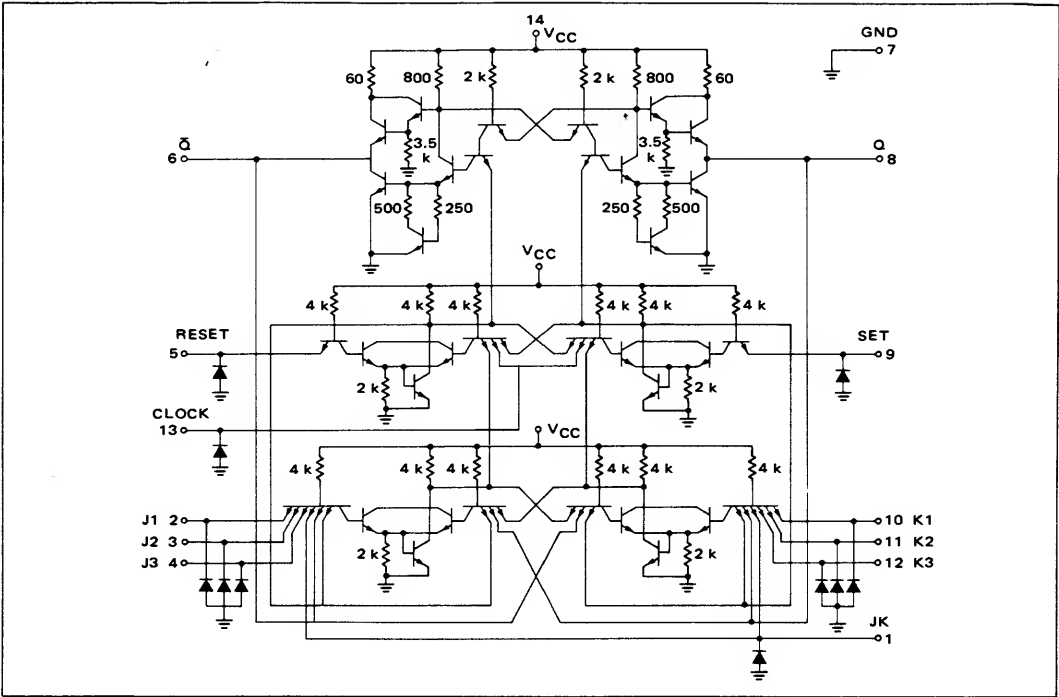 14
VCC
GND
7
60
800
2 k
2 k
800
60
3.5
k
3.5
k
Q̄
6
Q
8
500
250
250
500
VCC
4 k
4 k
4 k
4 k
4 k
4 k
RESET
5
SET
9
2 k
2 k
CLOCK
13
VCC
4 k
4 k
4 k
4 k
4 k
4 k
J1 2
10 K1
J2 3
11 K2
J3 4
12 K3
2 k
2 k
JK
1